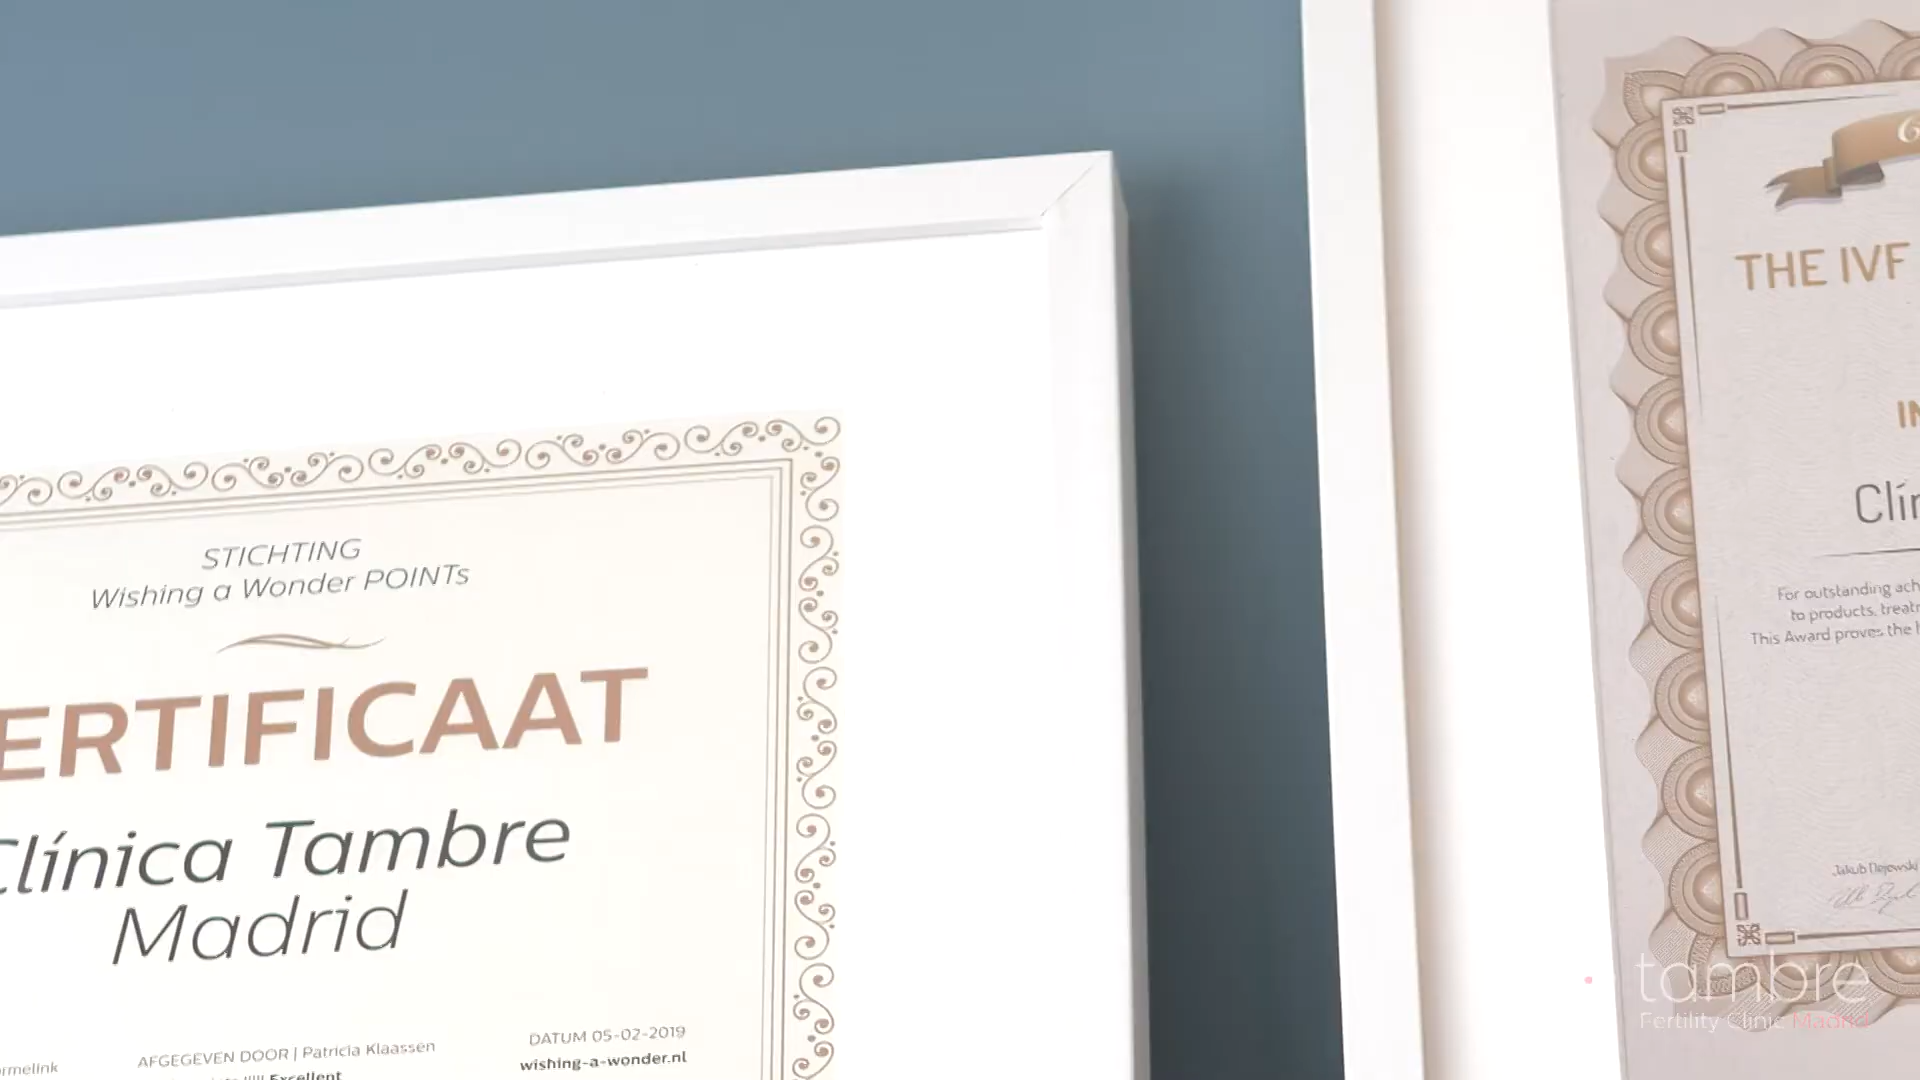 STICHTING
Wishing a Wonder POINTs
ERTIFICAAT
Clínica Tambre
Madrid
DATUM 05-02-2019
AFGEGEVEN DOOR | Patricia Klaassen
wishing-a-wonder.nl
Excellent
THE IVF
Clín
For outstanding ach
to products, treatr
This Award proves the h
Jakub Dejewski
tambre
Fertility Clinic Madrid